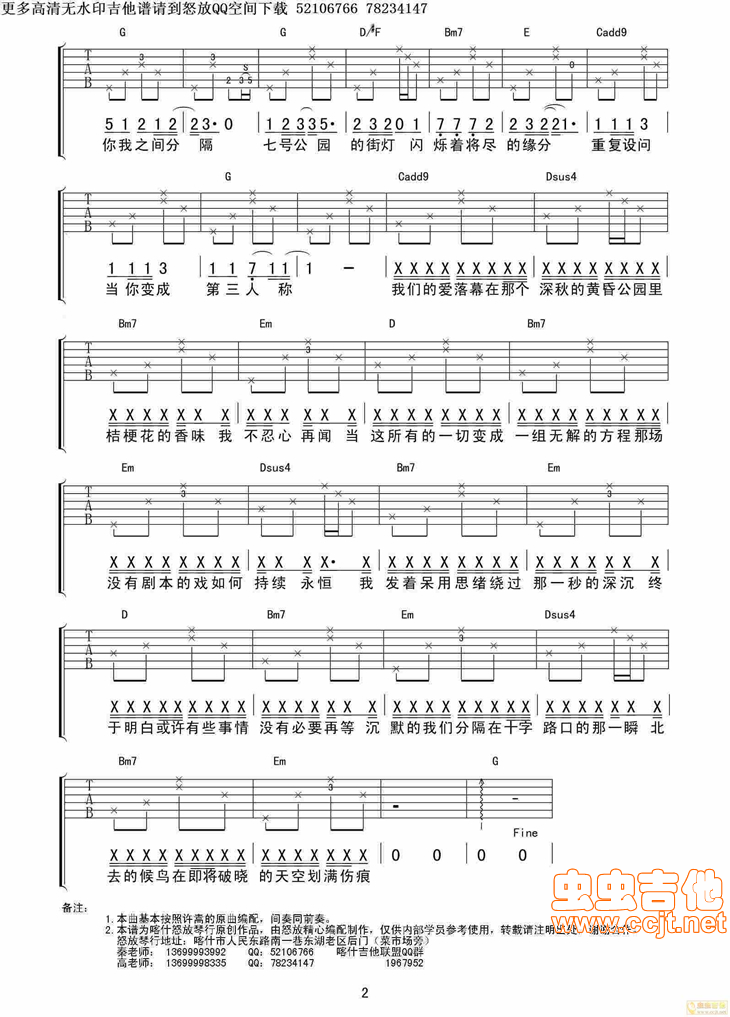 更多高清无水印吉他谱请到怒放QQ空间下载 52106766 78234147
G G D/#F Bm7 E Cadd9
T A B 3 2 3 5 S 0
5 1 2 1 2 2 3· 0 1 2 3 3 5· 2 3 2 0 1 7 7 7 2 2 3 2 2 1· 1 1 1 3
你我之间分 隔 七号公园 的街灯 闪 烁着将尽 的缘分 重复设问
G Cadd9 Dsus4
T A B
1 1 1 3 1 1 7 1 1 1 － X X X X X X X X X X X X X X X X X
当你变成 第三人称 我们的爱落幕在那个 深秋的黄昏公园里
Bm7 Em D Bm7
T A B 3
X X X X X X X X X X X X X X X X X X X X X X X X X X X
桔梗花的香味 我 不忍心再闻 当 这所有的一切变成 一组无解的方程那场
Em Dsus4 Bm7 Em
T A B 3 3
X X X X X X X X X X X X· X X X X X X X X X X X X X X X X
没有剧本的戏如何 持续 永恒 我 发着呆用思绪绕过 那一秒的深沉 终
D Bm7 Em Dsus4
T A B 3
X X X X X X X X X X X X X X X X X X X X X X X X X X X X X X
于明白或许有些事情 没有必要再等 沉 默的我们分隔在十字 路口的那一瞬 北
Bm7 Em G
T A B 3
Fine
X X X X X X X X X X X X X X X X 0 0 0 0
去的候鸟在即将破晓 的天空划满伤痕
备注：
1. 本曲基本按照许嵩的原曲编配，间奏同前奏。
2. 本谱为喀什怒放琴行原创作品，由怒放精心编配制作，仅供内部学员参考使用，转载请注明出处，谢谢合作
怒放琴行地址：喀什市人民东路南一巷东湖老区后门（菜市场旁）
秦老师： 13699993992 QQ：52106766 喀什吉他联盟QQ群
高老师： 13699998335 QQ：78234147 1967952
虫虫吉他
www.ccjt.net
2